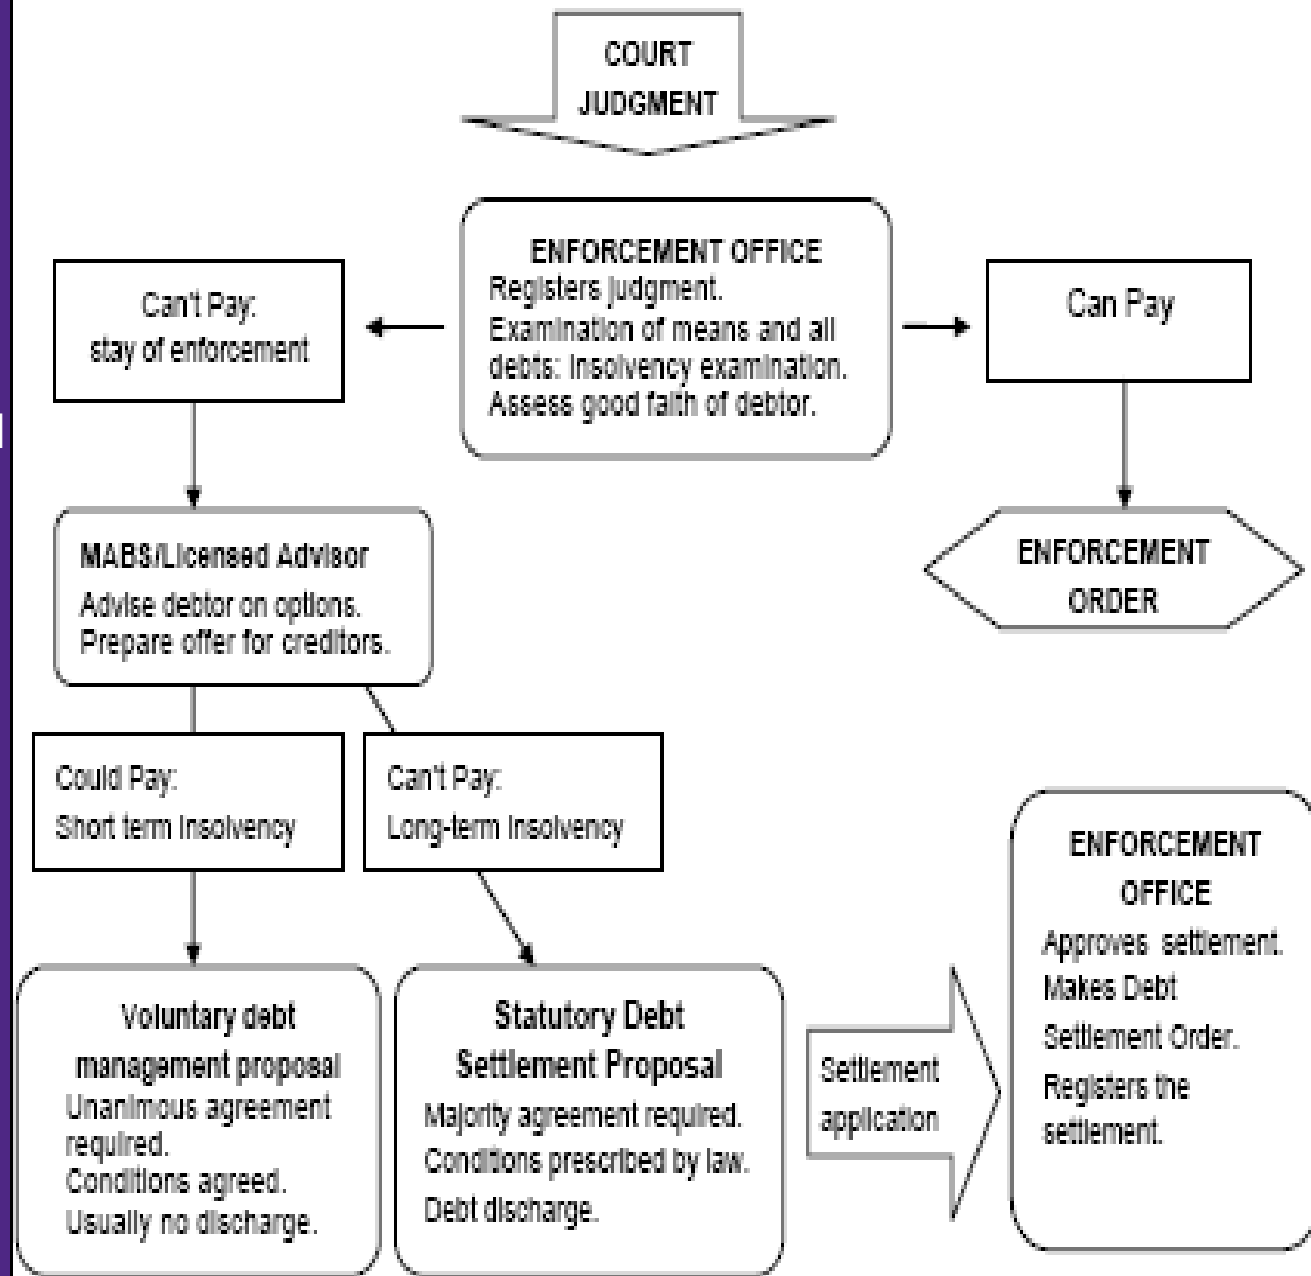 COURT
JUDGMENT
ENFORCEMENT OFFICE
Registers judgment.
Examination of means and all
debts: Insolvency examination.
Assess good faith of debtor.
Can't Pay:
stay of enforcement
Can Pay
MABS/Licensed Advisor
Advise debtor on options.
Prepare offer for creditors.
ENFORCEMENT
ORDER
Could Pay:
Short term Insolvency
Can't Pay:
Long-term Insolvency
Voluntary debt
management proposal
Unanimous agreement
required.
Conditions agreed.
Usually no discharge.
Statutory Debt
Settlement Proposal
Majority agreement required.
Conditions prescribed by law.
Debt discharge.
Settlement
application
ENFORCEMENT
OFFICE
Approves settlement.
Makes Debt
Settlement Order.
Registers the
settlement.